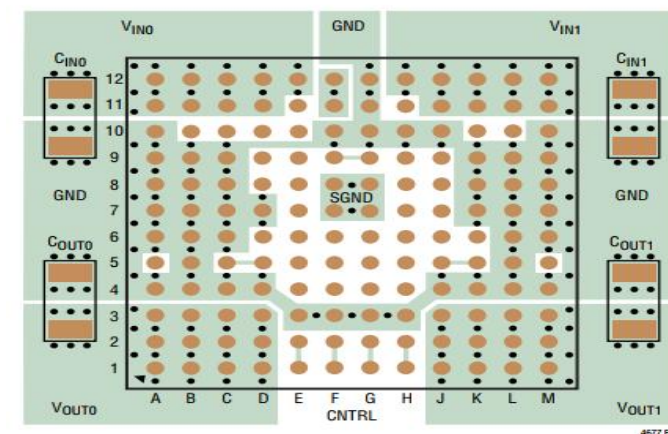 VIN0 GND VIN1
CIN0 CIN1
12
11
10
9
8
SGND
GND GND
7
6
COUT0 COUT1
5
4
3
2
1
A B C D E F G H J K L M
CNTRL
VOUT0 VOUT1